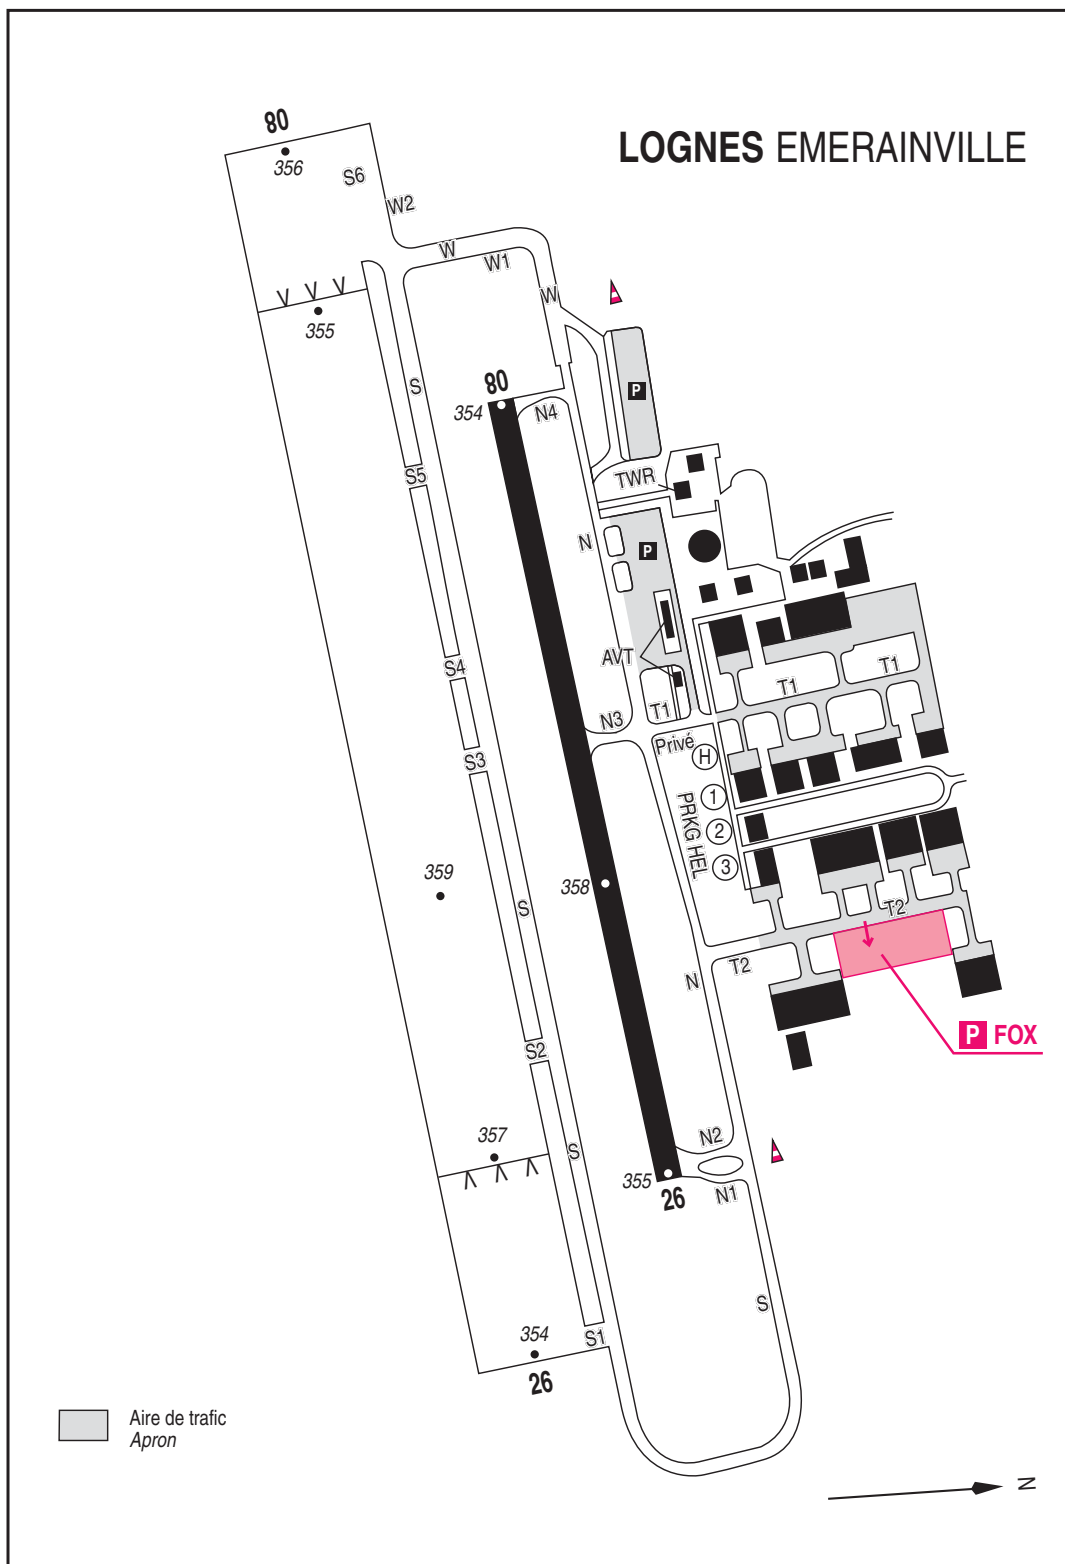 LOGNES EMERAINVILLE
08
356
S6
W2
W
W1
W
355
S
08
354
N4
P
S5
TWR
N
P
S4
AVT
T1
T1
T1
N3
Privé
H
S3
PRKG HEL
1
2
3
359
358
S
T2
T2
N
P FOX
S2
357
S
N2
N1
355
26
S
354
S1
26
Aire de trafic
Apron
N